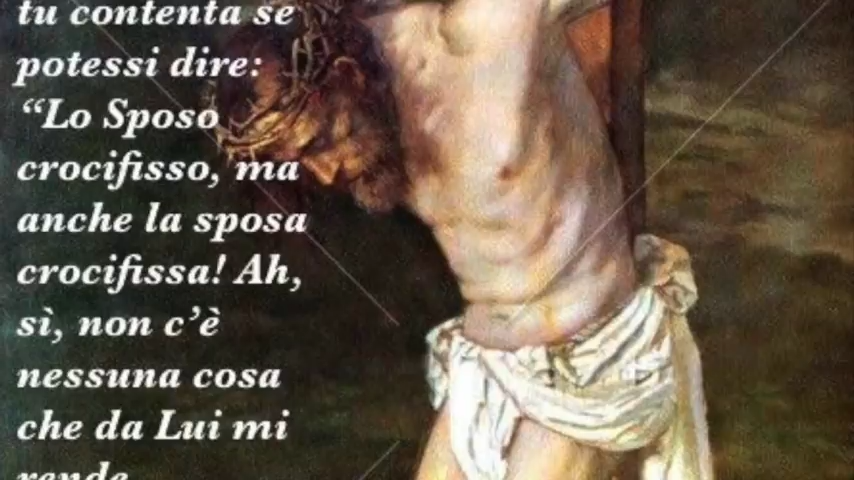 tu contenta se
potessi dire:
“Lo Sposo
crocifisso, ma
anche la sposa
crocifissa! Ah,
sì, non c’è
nessuna cosa
che da Lui mi
rende